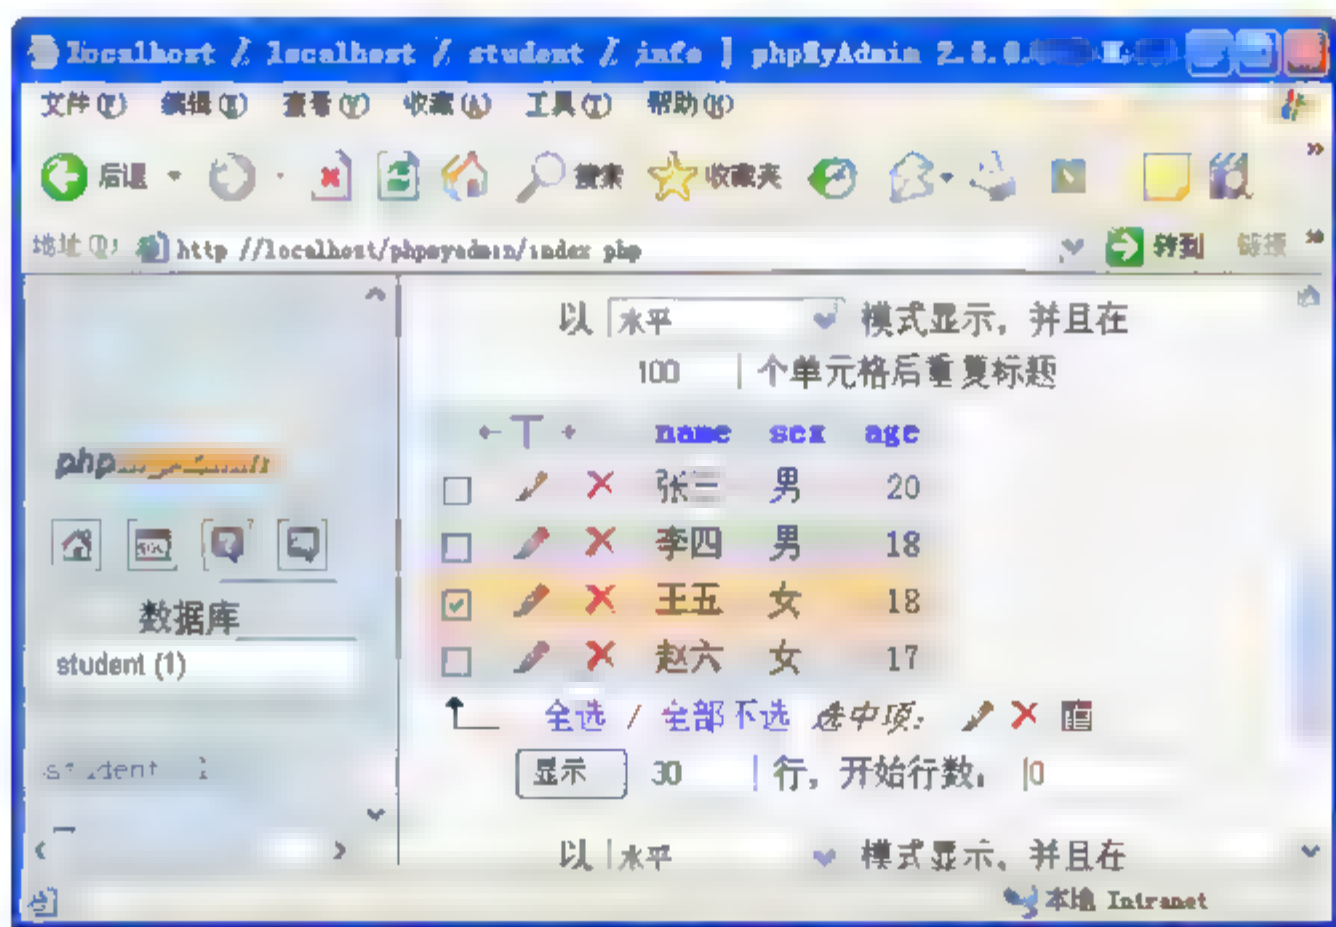 localhost / localhost / student / info | phpMyAdmin 2.8.0.
文件(F) 编辑(E) 查看(V) 收藏(A) 工具(T) 帮助(H)
后退 搜索 收藏夹 »
地址(D) http://localhost/phpmyadmin/index.php 转到 链接 »
以 水平 模式显示，并且在
100 个单元格后重复标题
←T→ name sex age
张三 男 20
李四 男 18
王五 女 18
赵六 女 17
全选 / 全部不选 选中项:
显示 30 行，开始行数: 0
以 水平 模式显示，并且在
php
SQL
数据库
student (1)
student
本地 Intranet